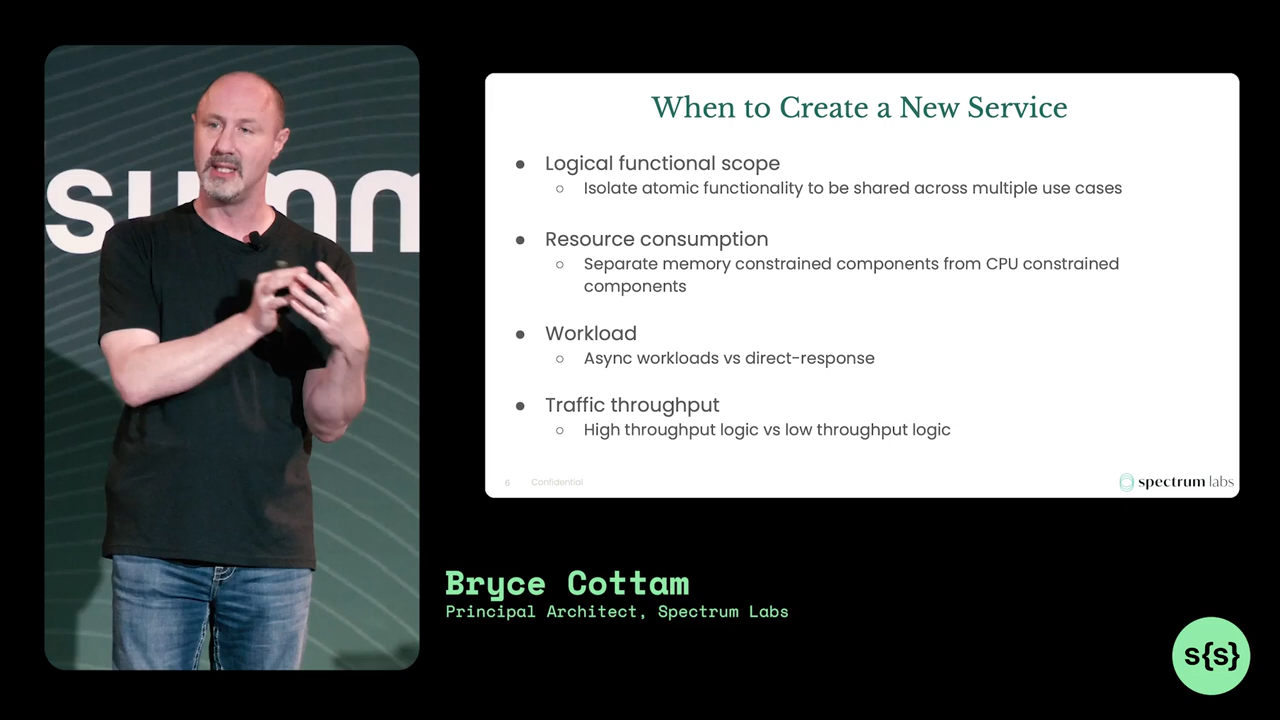 summ
When to Create a New Service
● Logical functional scope
○ Isolate atomic functionality to be shared across multiple use cases
● Resource consumption
○ Separate memory constrained components from CPU constrained
components
● Workload
○ Async workloads vs direct-response
● Traffic throughput
○ High throughput logic vs low throughput logic
6 Confidential
spectrum labs
Bryce Cottam
Principal Architect, Spectrum Labs
s{s}